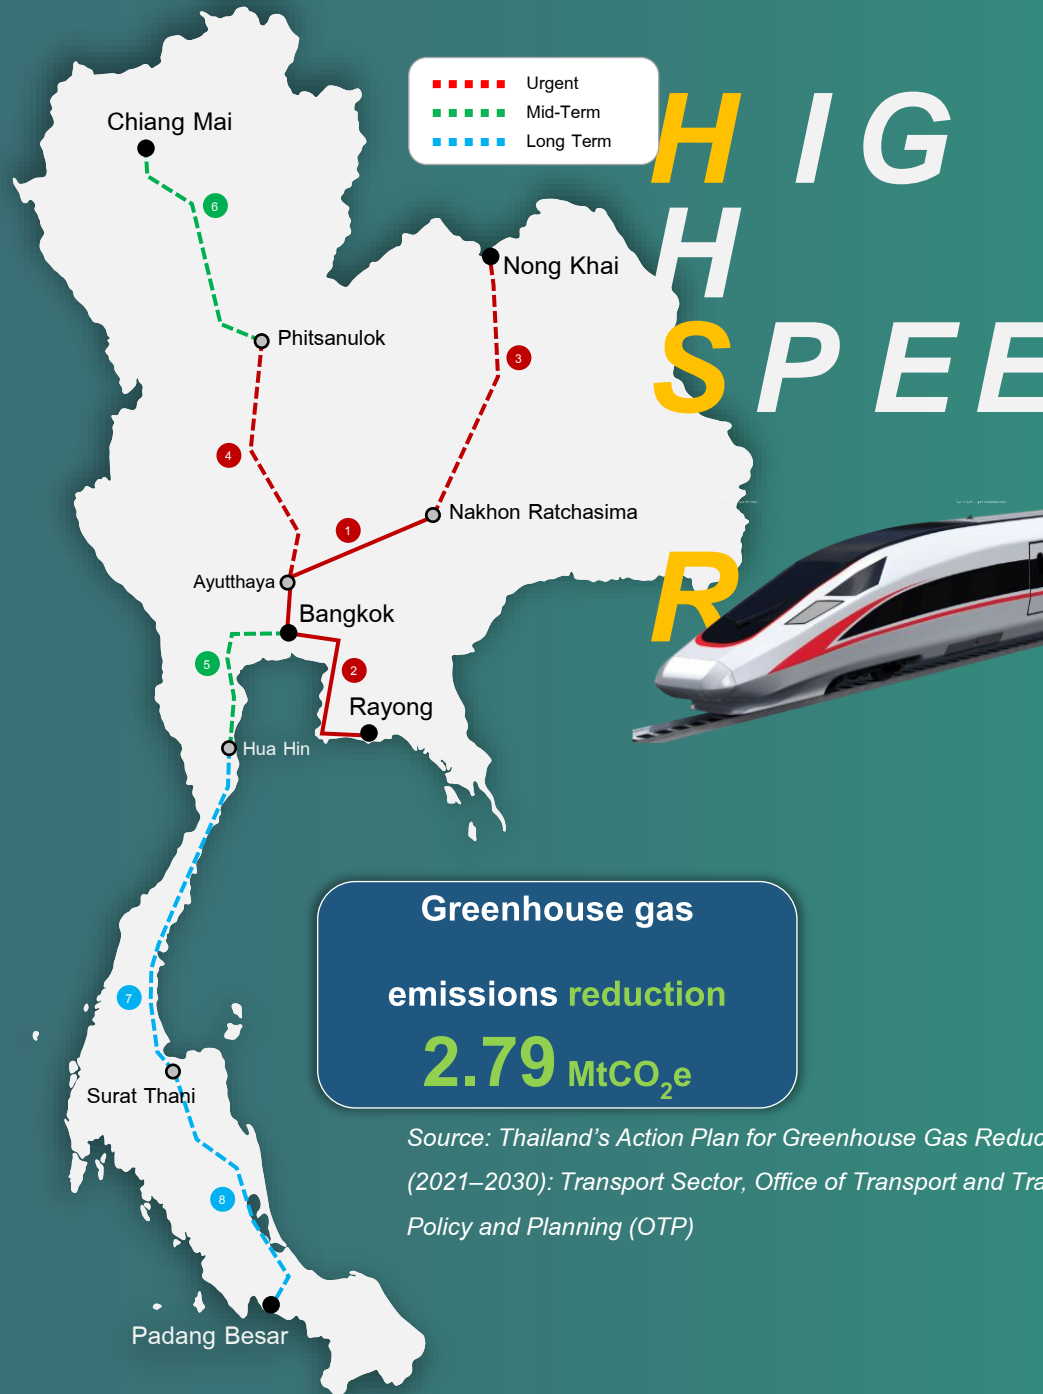 Urgent
Mid-Term
Long Term
H IG
H
SPEE
R
Chiang Mai
6
Nong Khai
Phitsanulok
3
4
Nakhon Ratchasima
1
Ayutthaya
Bangkok
5
2
Rayong
Hua Hin
7
Surat Thani
8
Padang Besar
Greenhouse gas
emissions reduction
2.79 MtCO₂e
Source: Thailand’s Action Plan for Greenhouse Gas Reduc
(2021–2030): Transport Sector, Office of Transport and Tra
Policy and Planning (OTP)